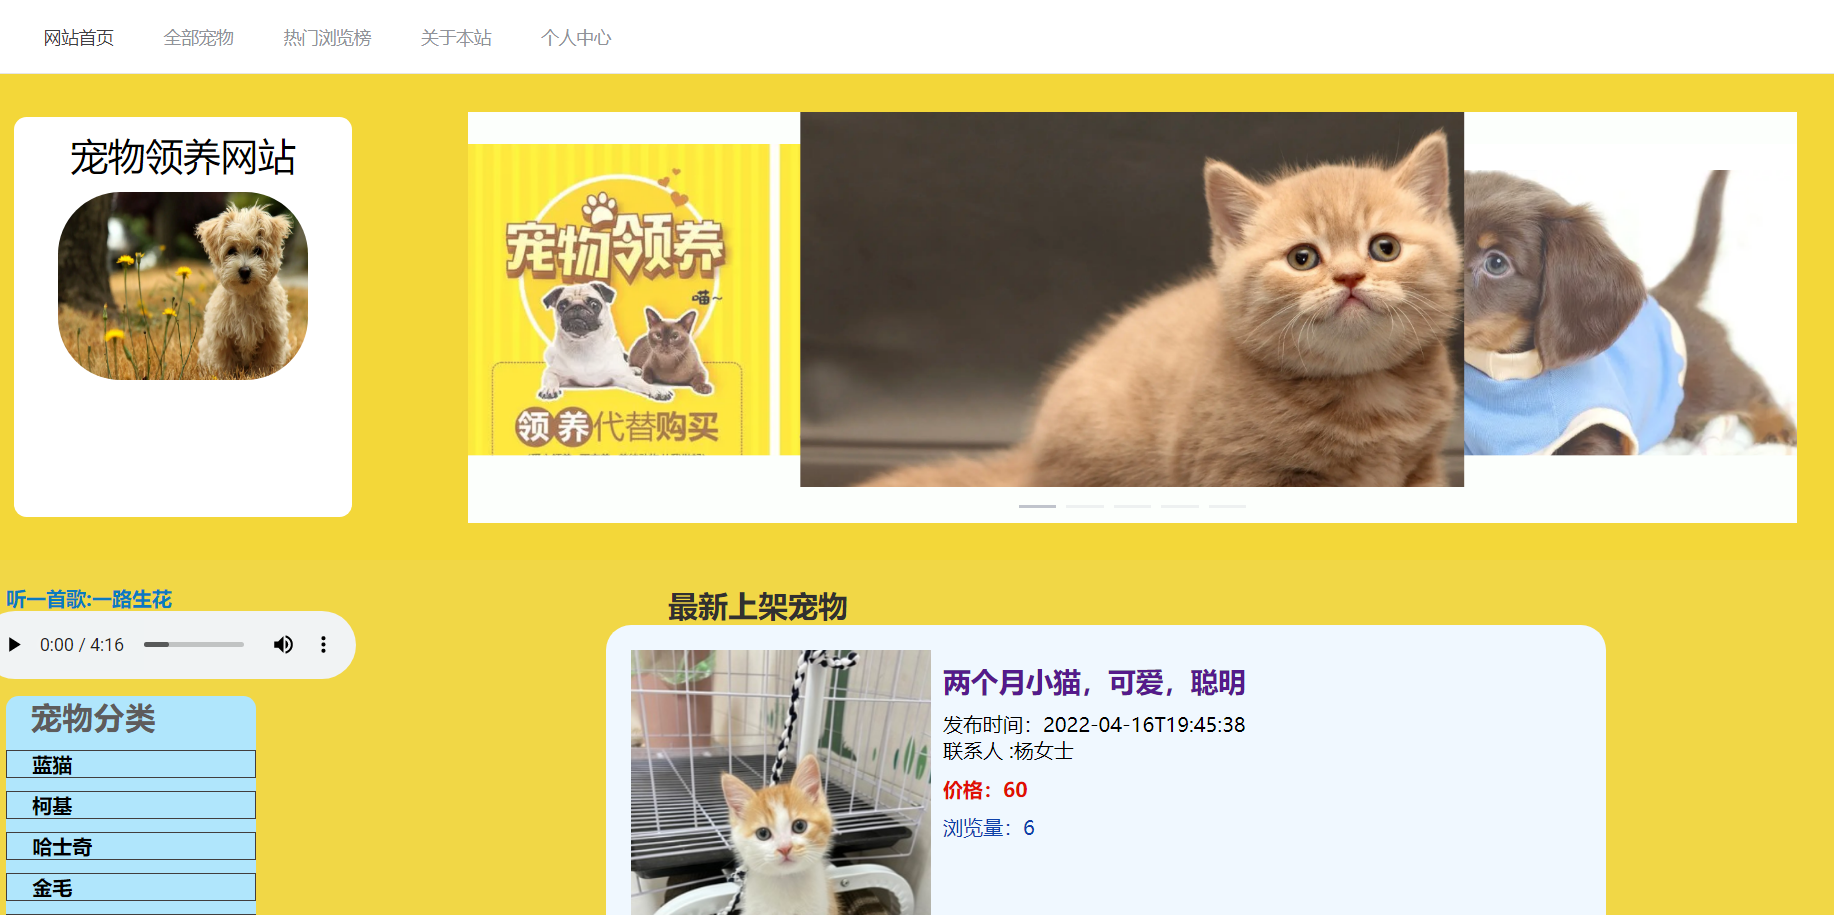 网站首页 全部宠物 热门浏览榜 关于本站 个人中心
宠物领养网站
宠物领养
喵~
领养代替购买
听一首歌:一路生花
0:00 / 4:16
宠物分类
蓝猫
柯基
哈士奇
金毛
最新上架宠物
两个月小猫，可爱，聪明
发布时间：2022-04-16T19:45:38
联系人 :杨女士
价格：60
浏览量：6